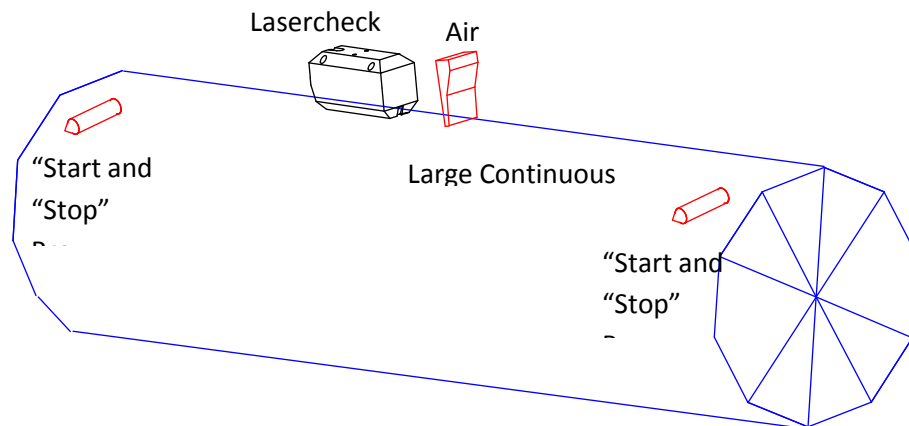 Lasercheck
Air
“Start and
“Stop”
Large Continuous
“Start and
“Stop”